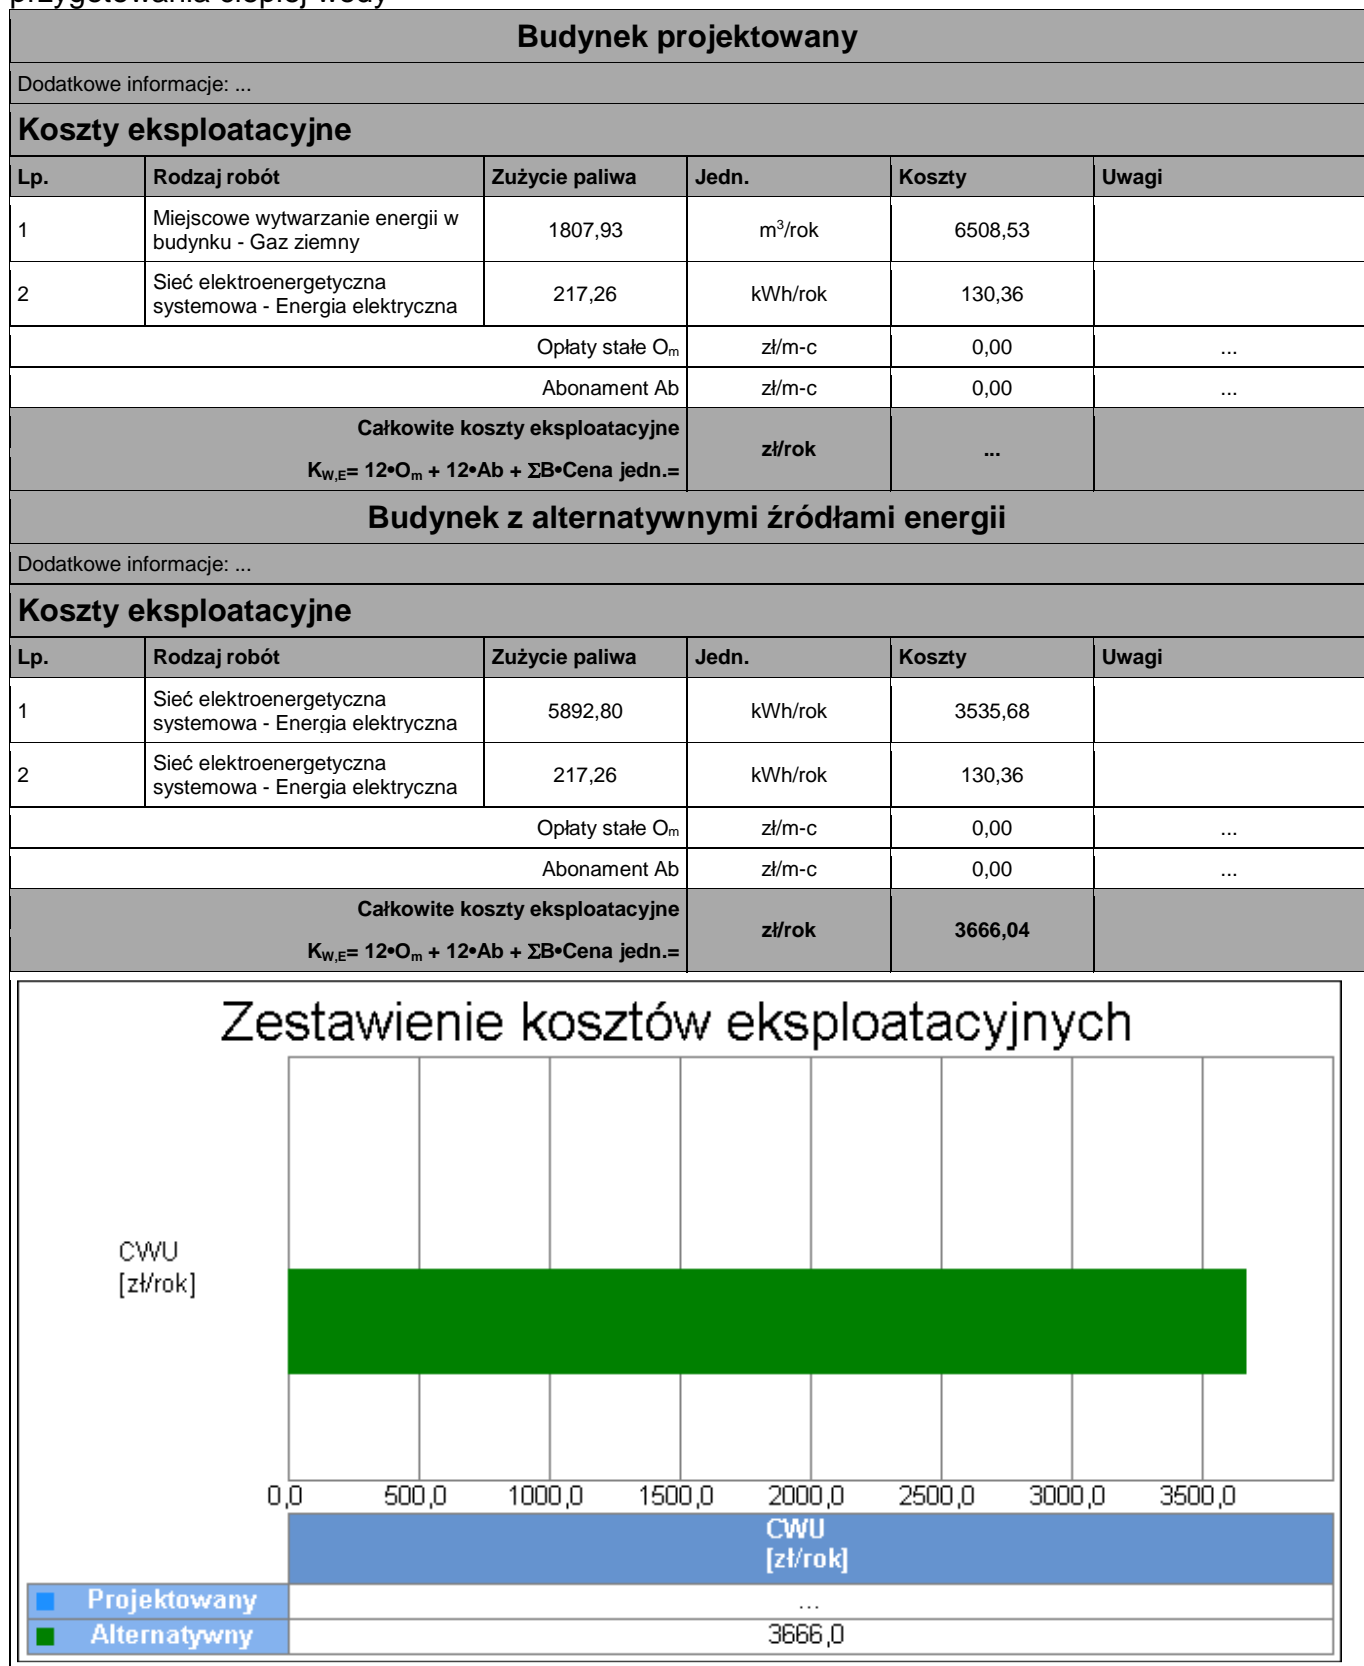 przygotowania ciepłej wody
Budynek projektowany
Dodatkowe informacje: ...
Koszty eksploatacyjne
Lp. Rodzaj robót Zużycie paliwa Jedn. Koszty Uwagi
1 Miejscowe wytwarzanie energii w budynku - Gaz ziemny 1807,93 m³/rok 6508,53
2 Sieć elektroenergetyczna systemowa - Energia elektryczna 217,26 kWh/rok 130,36
Opłaty stałe Oₘ zł/m-c 0,00 ...
Abonament Ab zł/m-c 0,00 ...
Całkowite koszty eksploatacyjne
K_W,E= 12•Oₘ + 12•Ab + ΣB•Cena jedn.= zł/rok ...
Budynek z alternatywnymi źródłami energii
Dodatkowe informacje: ...
Koszty eksploatacyjne
Lp. Rodzaj robót Zużycie paliwa Jedn. Koszty Uwagi
1 Sieć elektroenergetyczna systemowa - Energia elektryczna 5892,80 kWh/rok 3535,68
2 Sieć elektroenergetyczna systemowa - Energia elektryczna 217,26 kWh/rok 130,36
Opłaty stałe Oₘ zł/m-c 0,00 ...
Abonament Ab zł/m-c 0,00 ...
Całkowite koszty eksploatacyjne
K_W,E= 12•Oₘ + 12•Ab + ΣB•Cena jedn.= zł/rok 3666,04
Zestawienie kosztów eksploatacyjnych
CWU
[zł/rok]
0,0 500,0 1000,0 1500,0 2000,0 2500,0 3000,0 3500,0
CWU
[zł/rok]
Projektowany ...
Alternatywny 3666,0